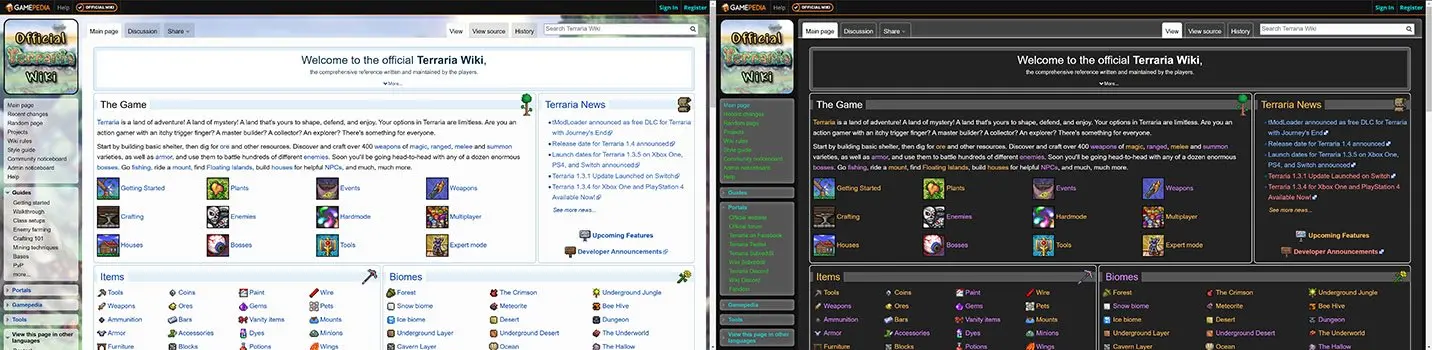 GAMEPEDIA Help OFFICIAL WIKI
Sign In Register
Official Terraria Wiki
Main page Discussion Share
View View source History
Search Terraria Wiki
Main page
Recent changes
Random page
Projects
Wiki rules
Style guide
Community noticeboard
Admin noticeboard
Help
Guides
Getting started
Walkthrough
Class setups
Enemy farming
Crafting 101
Mining techniques
Bases
PvP
more...
Portals
Gamepedia
Tools
View this page in other
languages
Welcome to the official Terraria Wiki,
the comprehensive reference written and maintained by the players.
More...
The Game
Terraria is a land of adventure! A land of mystery! A land that's yours to shape, defend, and enjoy. Your options in Terraria are limitless. Are you an
action gamer with an itchy trigger finger? A master builder? A collector? An explorer? There's something for everyone.
Start by building basic shelter, then dig for ore and other resources. Discover and craft over 400 weapons of magic, ranged, melee and summon
varieties, as well as armor, and use them to battle hundreds of different enemies. Soon you'll be going head-to-head with any of a dozen enormous
bosses. Go fishing, ride a mount, find Floating Islands, build houses for helpful NPCs, and much, much more.
Getting Started Plants Events Weapons
Crafting Enemies Hardmode Multiplayer
Houses Bosses Tools Expert mode
Terraria News
tModLoader announced as free DLC for Terraria
with Journey's End
Release date for Terraria 1.4 announced
Launch dates for Terraria 1.3.5 on Xbox One,
PS4, and Switch announced
Terraria 1.3.1 Update Launched on Switch
Terraria 1.3.4 for Xbox One and PlayStation 4
Available Now!
See more news...
Upcoming Features
Developer Announcements
Items
Tools Coins Paint Wire
Weapons Ores Gems Pets
Ammunition Bars Vanity items Mounts
Armor Accessories Dyes Minions
Furniture Blocks Potions Wings
Biomes
Forest The Crimson Underground Jungle
Snow biome Meteorite Bee Hive
Ice biome Desert Dungeon
Underground Layer Underground Desert The Underworld
Cavern Layer Ocean The Hallow
GAMEPEDIA Help OFFICIAL WIKI
Sign In Register
Official Terraria Wiki
Main page Discussion Share
View View source History
Search Terraria Wiki
Main page
Recent changes
Random page
Projects
Wiki rules
Style guide
Community noticeboard
Admin noticeboard
Help
Guides
Portals
Official website
Official forum
Terraria on Facebook
Terraria Twitter
Terraria Subreddit
Wiki Subreddit
Terraria Discord
Wiki Discord
Fandom
Gamepedia
Tools
View this page in other
languages
Welcome to the official Terraria Wiki,
the comprehensive reference written and maintained by the players.
More...
The Game
Terraria is a land of adventure! A land of mystery! A land that's yours to shape, defend, and enjoy. Your options in Terraria are limitless. Are you an
action gamer with an itchy trigger finger? A master builder? A collector? An explorer? There's something for everyone.
Start by building basic shelter, then dig for ore and other resources. Discover and craft over 400 weapons of magic, ranged, melee and summon
varieties, as well as armor, and use them to battle hundreds of different enemies. Soon you'll be going head-to-head with any of a dozen enormous
bosses. Go fishing, ride a mount, find Floating Islands, build houses for helpful NPCs, and much, much more.
Getting Started Plants Events Weapons
Crafting Enemies Hardmode Multiplayer
Houses Bosses Tools Expert mode
Terraria News
tModLoader announced as free DLC for Terraria
with Journey's End
Release date for Terraria 1.4 announced
Launch dates for Terraria 1.3.5 on Xbox One,
PS4, and Switch announced
Terraria 1.3.1 Update Launched on Switch
Terraria 1.3.4 for Xbox One and PlayStation 4
Available Now!
See more news...
Upcoming Features
Developer Announcements
Items
Tools Coins Paint Wire
Weapons Ores Gems Pets
Ammunition Bars Vanity items Mounts
Armor Accessories Dyes Minions
Furniture Blocks Potions Wings
Biomes
Forest The Crimson Underground Jungle
Snow biome Meteorite Bee Hive
Ice biome Desert Dungeon
Underground Layer Underground Desert The Underworld
Cavern Layer Ocean The Hallow